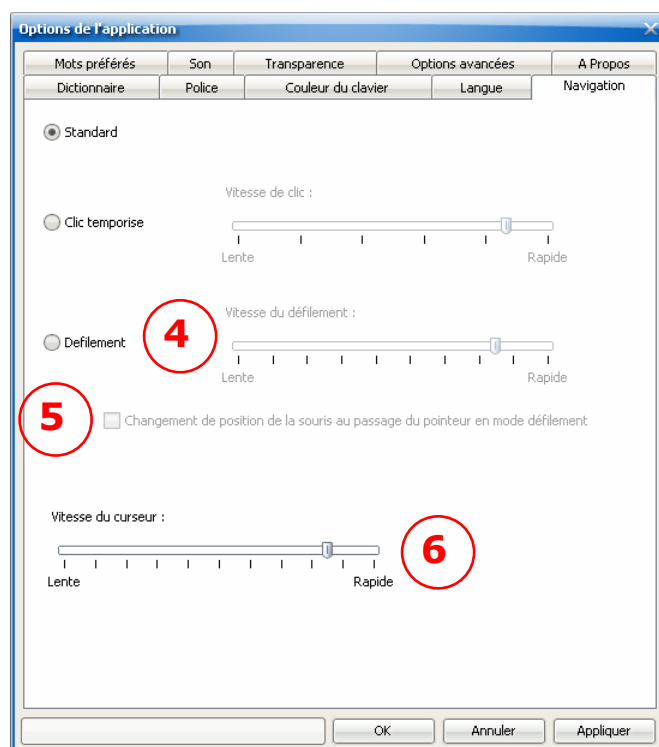 Options de l'application
Mots préférés Son Transparence Options avancées A Propos
Dictionnaire Police Couleur du clavier Langue Navigation
Standard
Vitesse de clic :
Clic temporise
Lente Rapide
Vitesse du défilement :
Defilement 4
Lente Rapide
5 Changement de position de la souris au passage du pointeur en mode défilement
Vitesse du curseur :
6
Lente Rapide
OK Annuler Appliquer